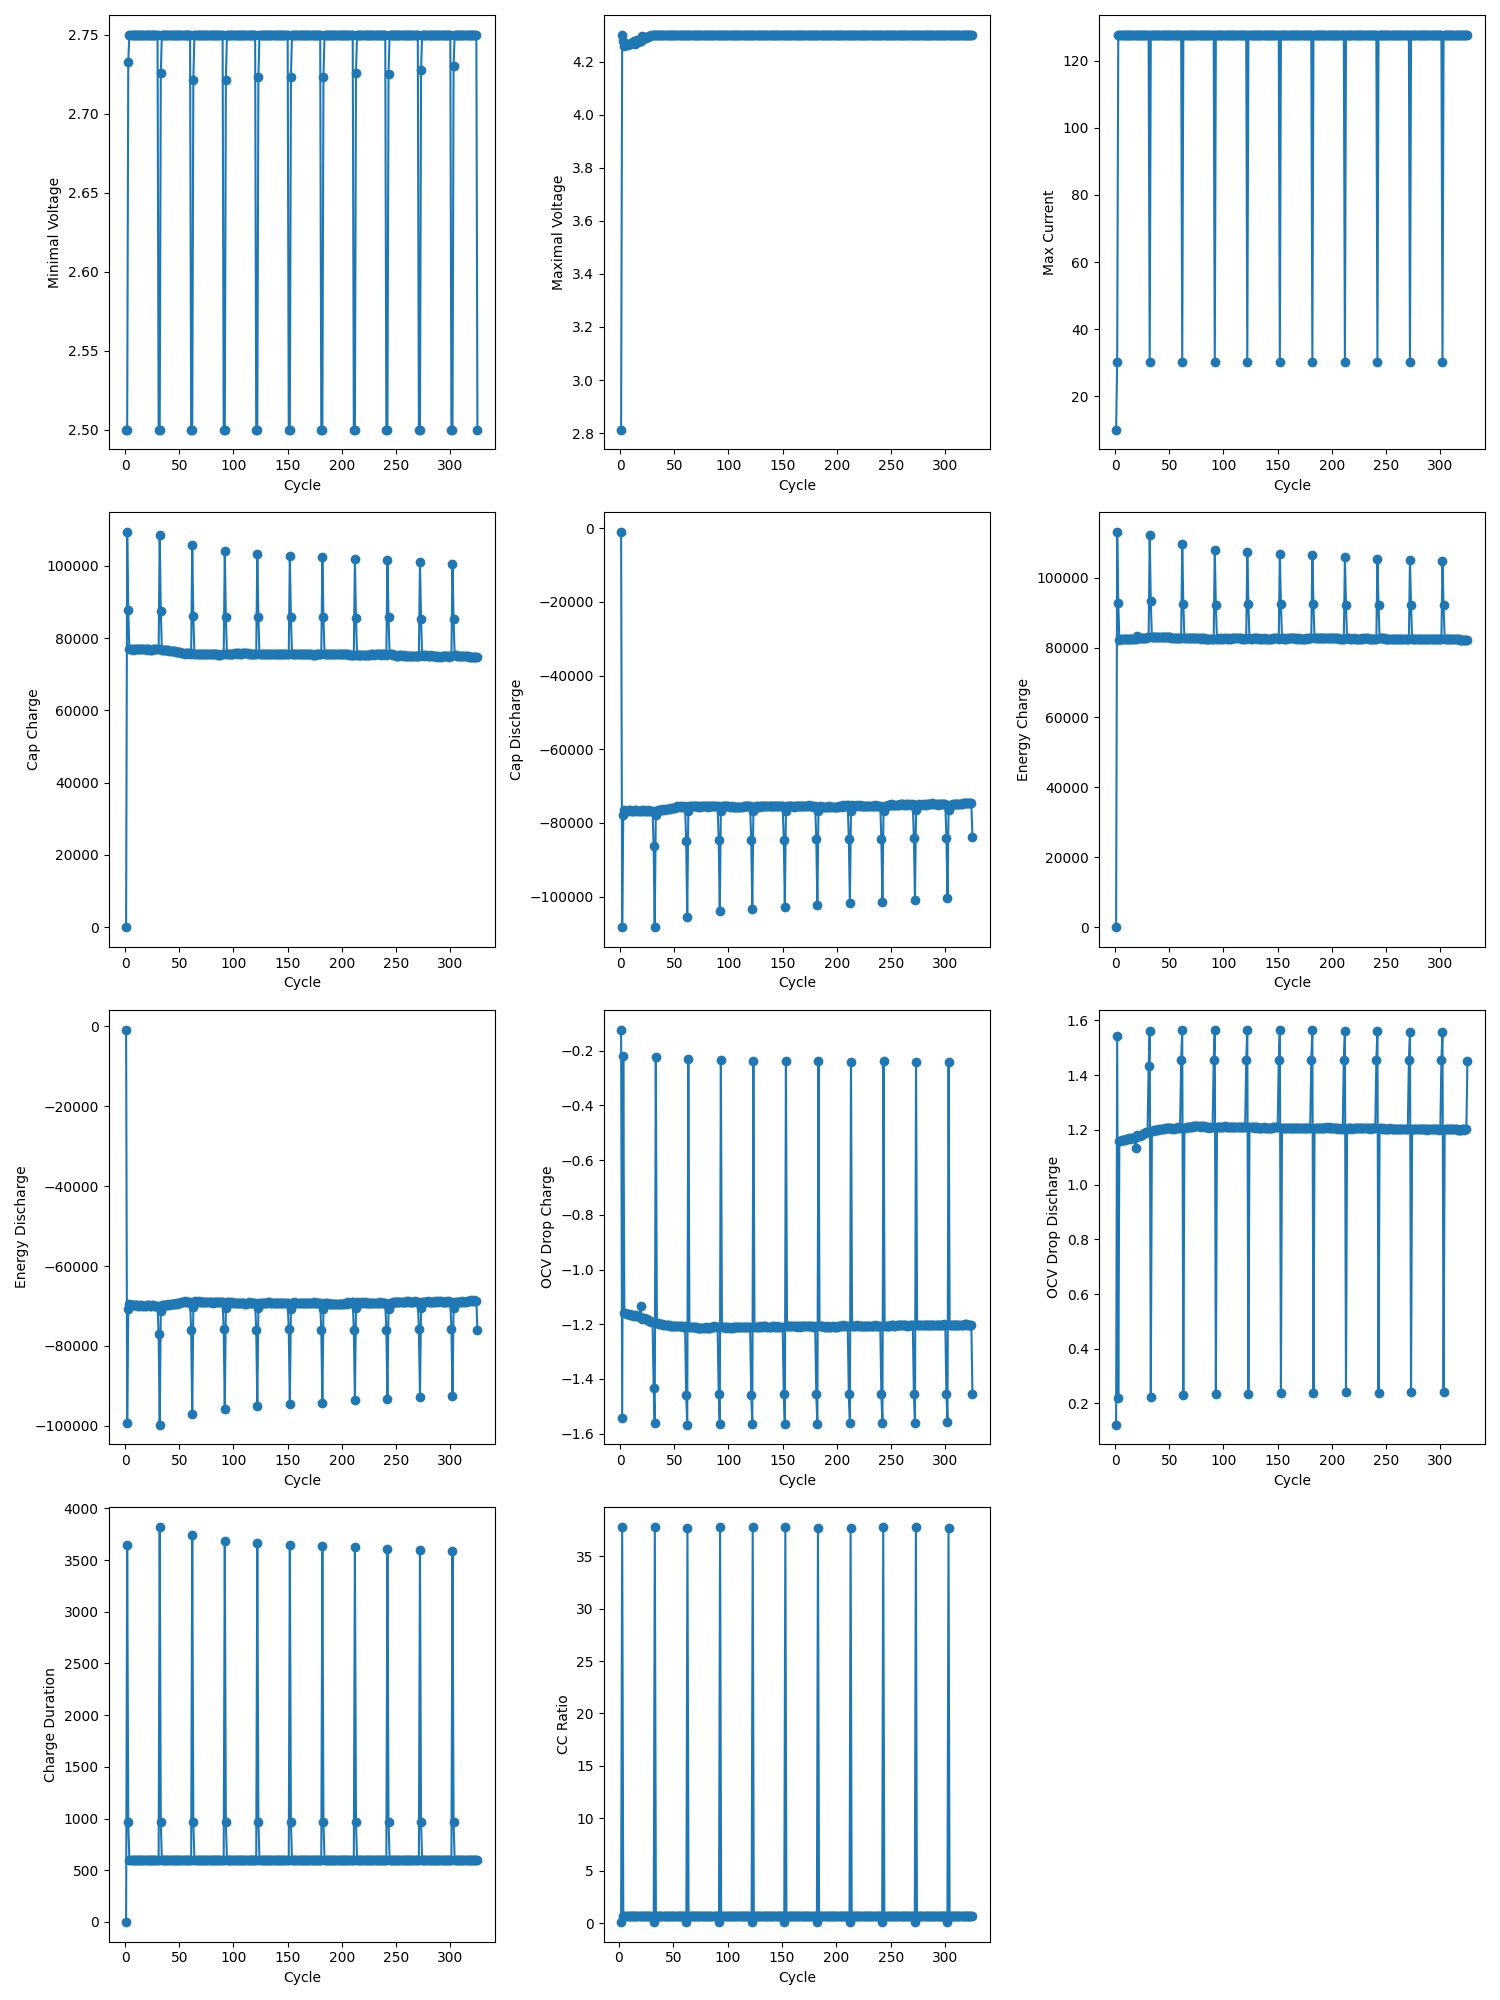 2.75
2.70
2.65
2.60
2.55
2.50
Minimal Voltage
0 50 100 150 200 250 300
Cycle
4.2
4.0
3.8
3.6
3.4
3.2
3.0
2.8
Maximal Voltage
0 50 100 150 200 250 300
Cycle
120
100
80
60
40
20
Max Current
0 50 100 150 200 250 300
Cycle
100000
80000
60000
40000
20000
0
Cap Charge
0 50 100 150 200 250 300
Cycle
0
−20000
−40000
−60000
−80000
−100000
Cap Discharge
0 50 100 150 200 250 300
Cycle
100000
80000
60000
40000
20000
0
Energy Charge
0 50 100 150 200 250 300
Cycle
0
−20000
−40000
−60000
−80000
−100000
Energy Discharge
0 50 100 150 200 250 300
Cycle
−0.2
−0.4
−0.6
−0.8
−1.0
−1.2
−1.4
−1.6
OCV Drop Charge
0 50 100 150 200 250 300
Cycle
1.6
1.4
1.2
1.0
0.8
0.6
0.4
0.2
OCV Drop Discharge
0 50 100 150 200 250 300
Cycle
4000
3500
3000
2500
2000
1500
1000
500
0
Charge Duration
0 50 100 150 200 250 300
Cycle
35
30
25
20
15
10
5
0
CC Ratio
0 50 100 150 200 250 300
Cycle